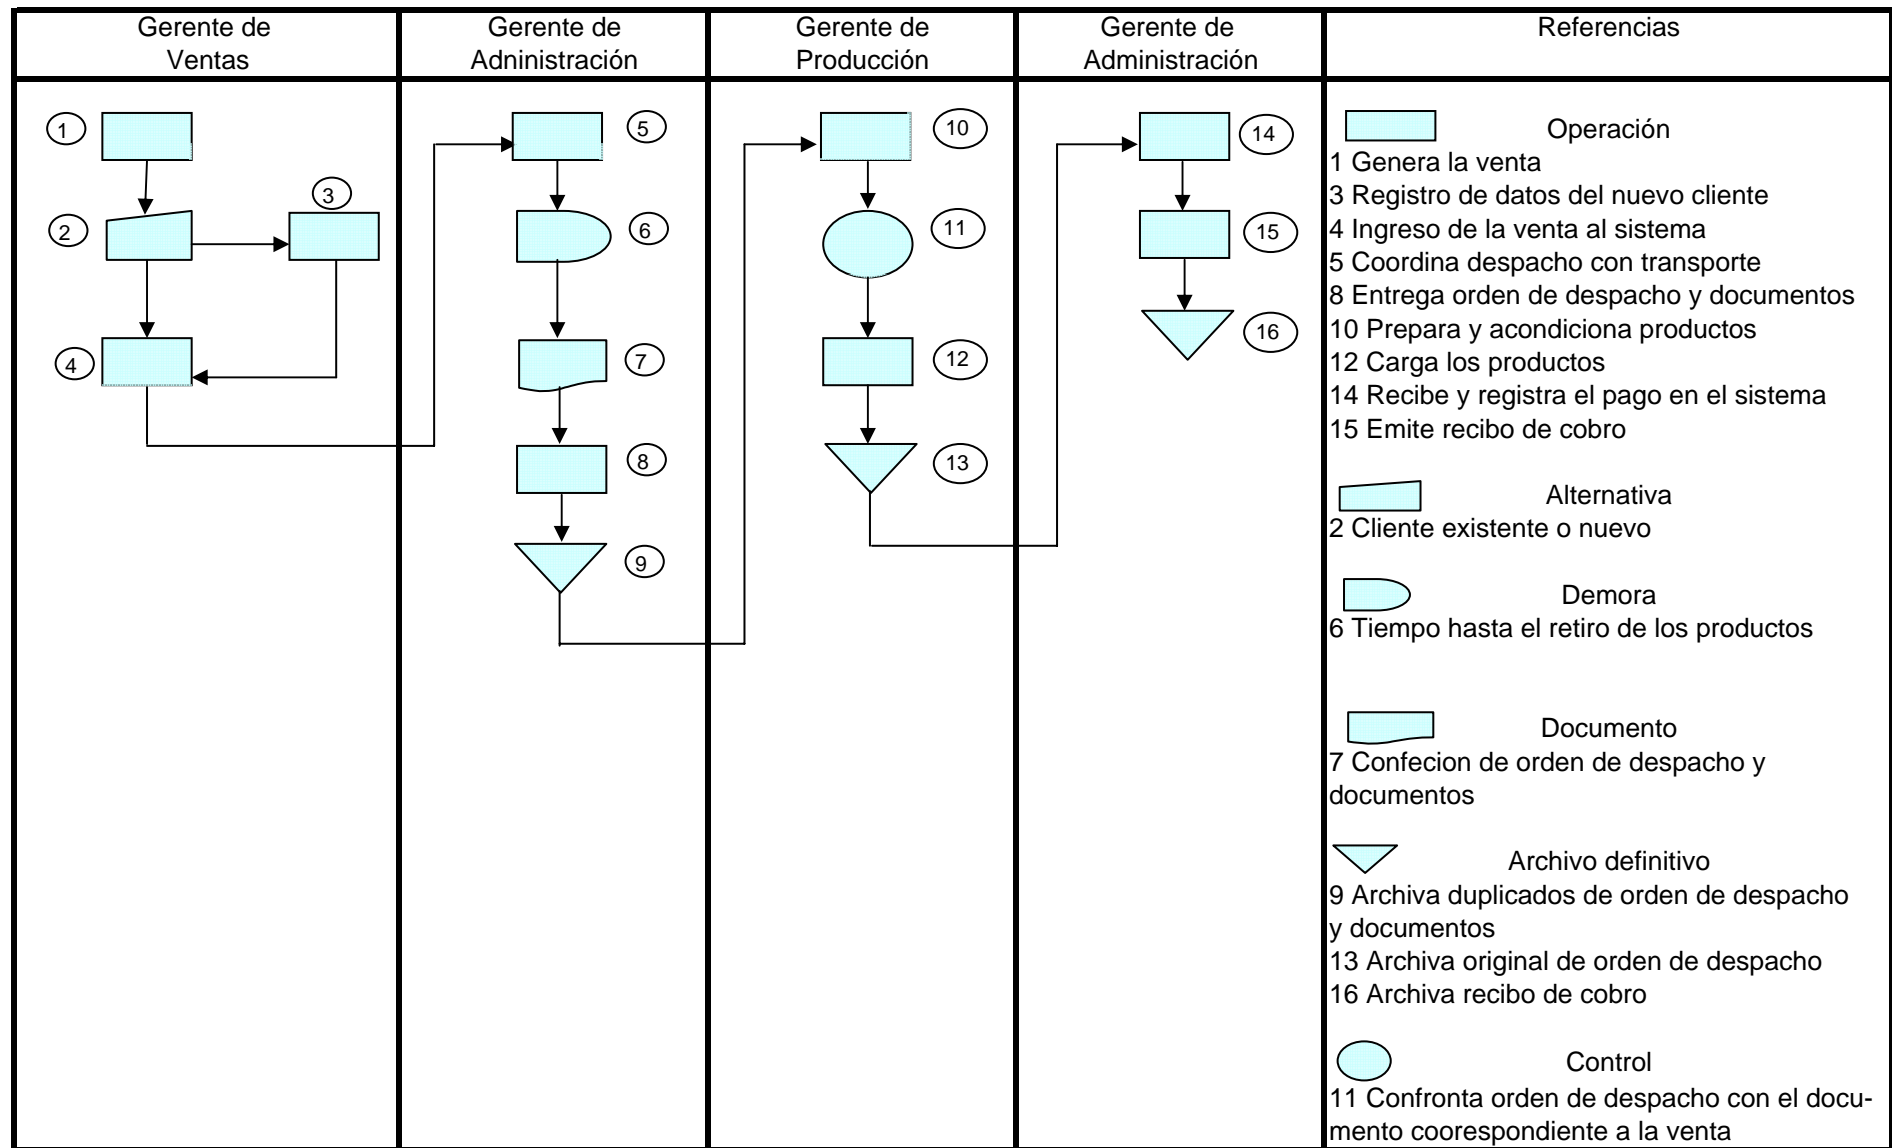 Gerente de
Ventas
Gerente de
Adninistración
Gerente de
Producción
Gerente de
Administración
Referencias
1
2
3
4
5
6
7
8
9
10
11
12
13
14
15
16
Operación
1 Genera la venta
3 Registro de datos del nuevo cliente
4 Ingreso de la venta al sistema
5 Coordina despacho con transporte
8 Entrega orden de despacho y documentos
10 Prepara y acondiciona productos
12 Carga los productos
14 Recibe y registra el pago en el sistema
15 Emite recibo de cobro
Alternativa
2 Cliente existente o nuevo
Demora
6 Tiempo hasta el retiro de los productos
Documento
7 Confecion de orden de despacho y
documentos
Archivo definitivo
9 Archiva duplicados de orden de despacho
y documentos
13 Archiva original de orden de despacho
16 Archiva recibo de cobro
Control
11 Confronta orden de despacho con el docu-
mento coorespondiente a la venta